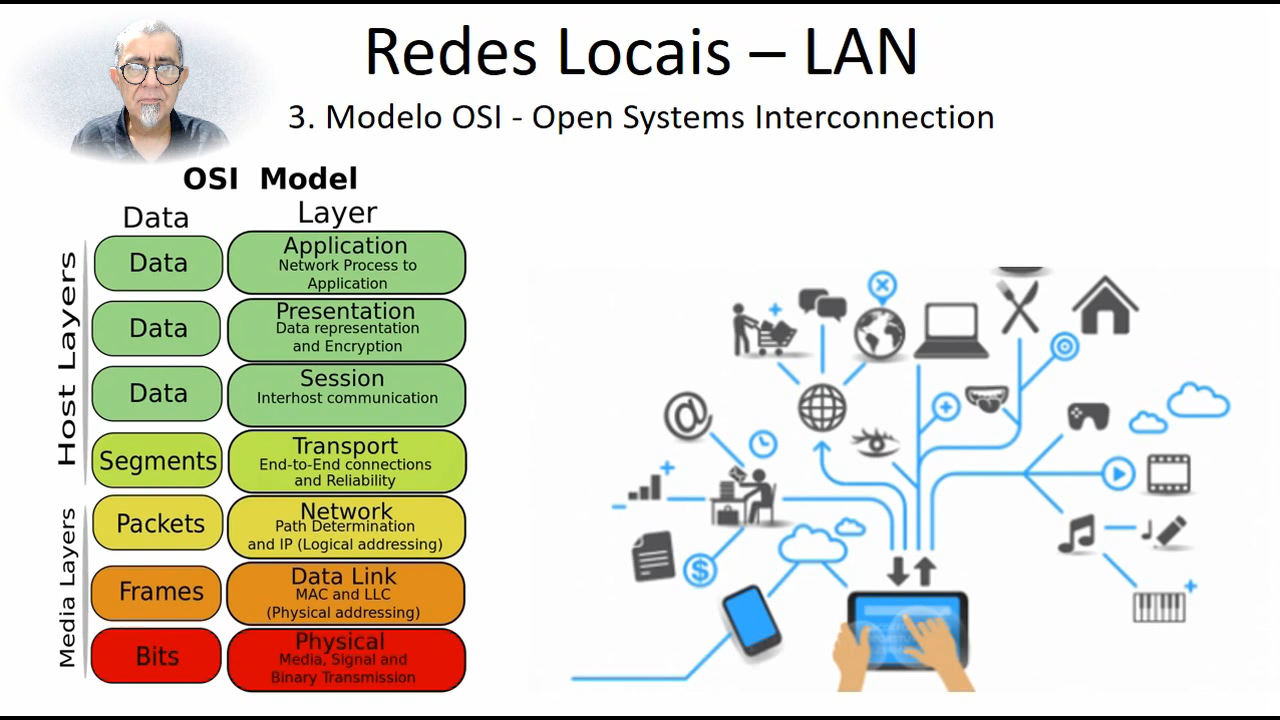 Redes Locais – LAN
3. Modelo OSI - Open Systems Interconnection
OSI Model
Data
Layer
Host Layers
Data
Application
Network Process to
Application
Data
Presentation
Data representation
and Encryption
Data
Session
Interhost communication
Segments
Transport
End-to-End connections
and Reliability
Media Layers
Packets
Network
Path Determination
and IP (Logical addressing)
Frames
Data Link
MAC and LLC
(Physical addressing)
Bits
Physical
Media, Signal and
Binary Transmission
@
$